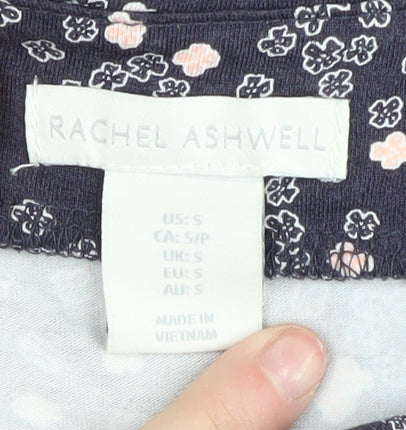 RACHEL ASHWELL
US: S
CA: S/P
UK: S
EU: S
AU: S
MADE IN
VIETNAM